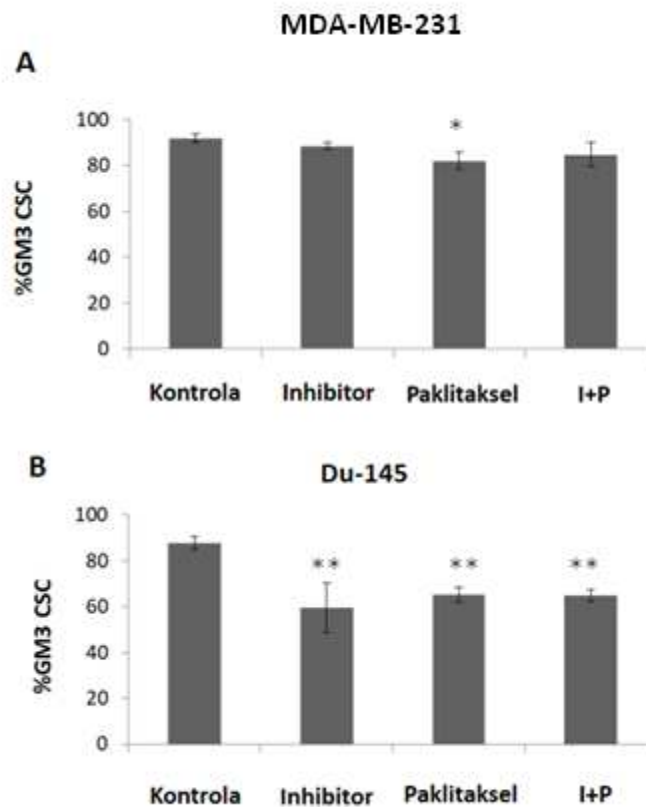 MDA-MB-231
A
%GM3 CSC
100
80
60
40
20
0
*
Kontrola Inhibitor Paklitaksel I+P
B
Du-145
%GM3 CSC
100
80
60
40
20
0
** ** **
Kontrola Inhibitor Paklitaksel I+P